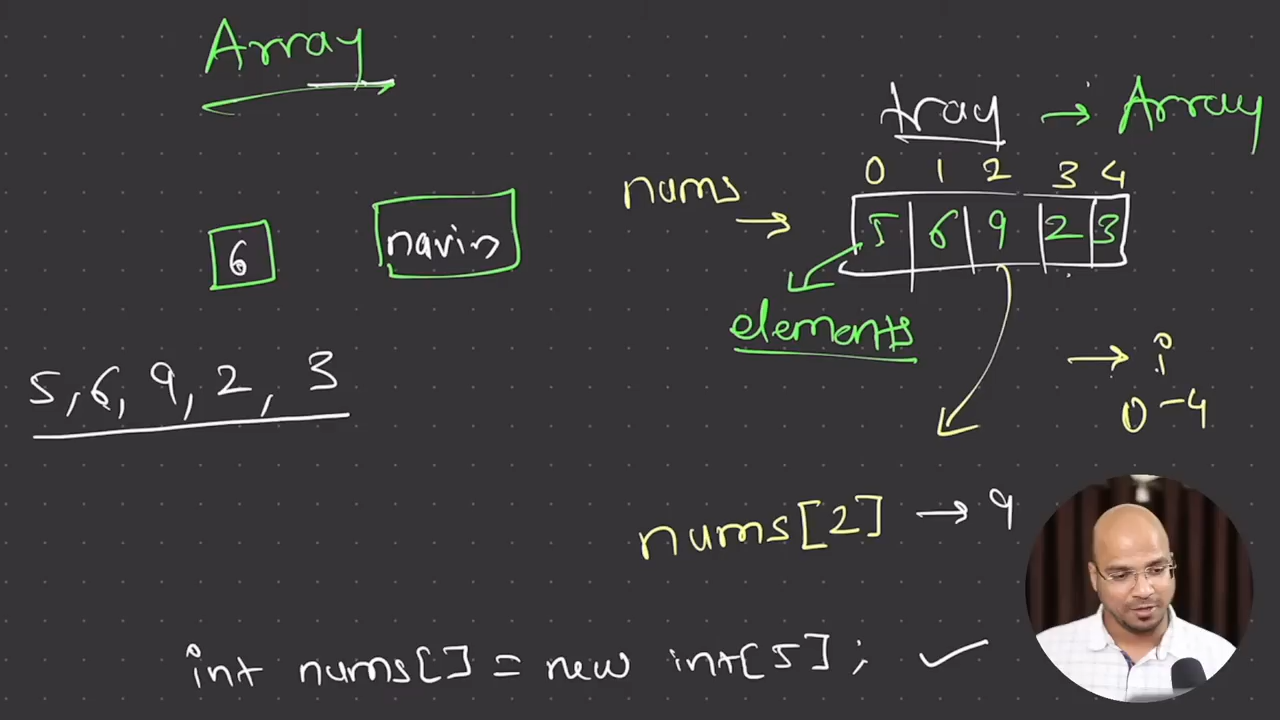 Array
tray → Array
0 1 2 3 4
nums → 5 6 9 2 3
6 navin
elements
5, 6, 9, 2, 3
→ i
0-4
nums[2] → 9
int nums[] = new int[5]; ✓